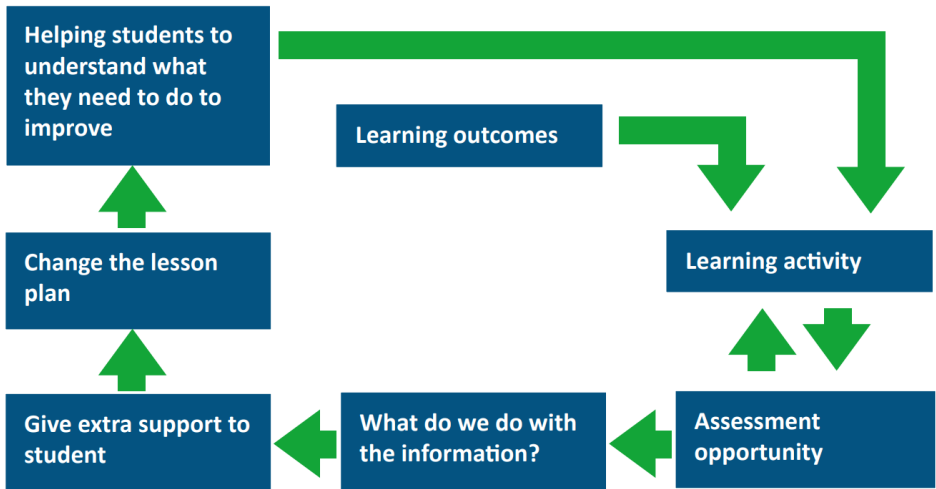 Helping students to
understand what
they need to do to
improve
Learning outcomes
Change the lesson
plan
Learning activity
Give extra support to
student
What do we do with
the information?
Assessment
opportunity